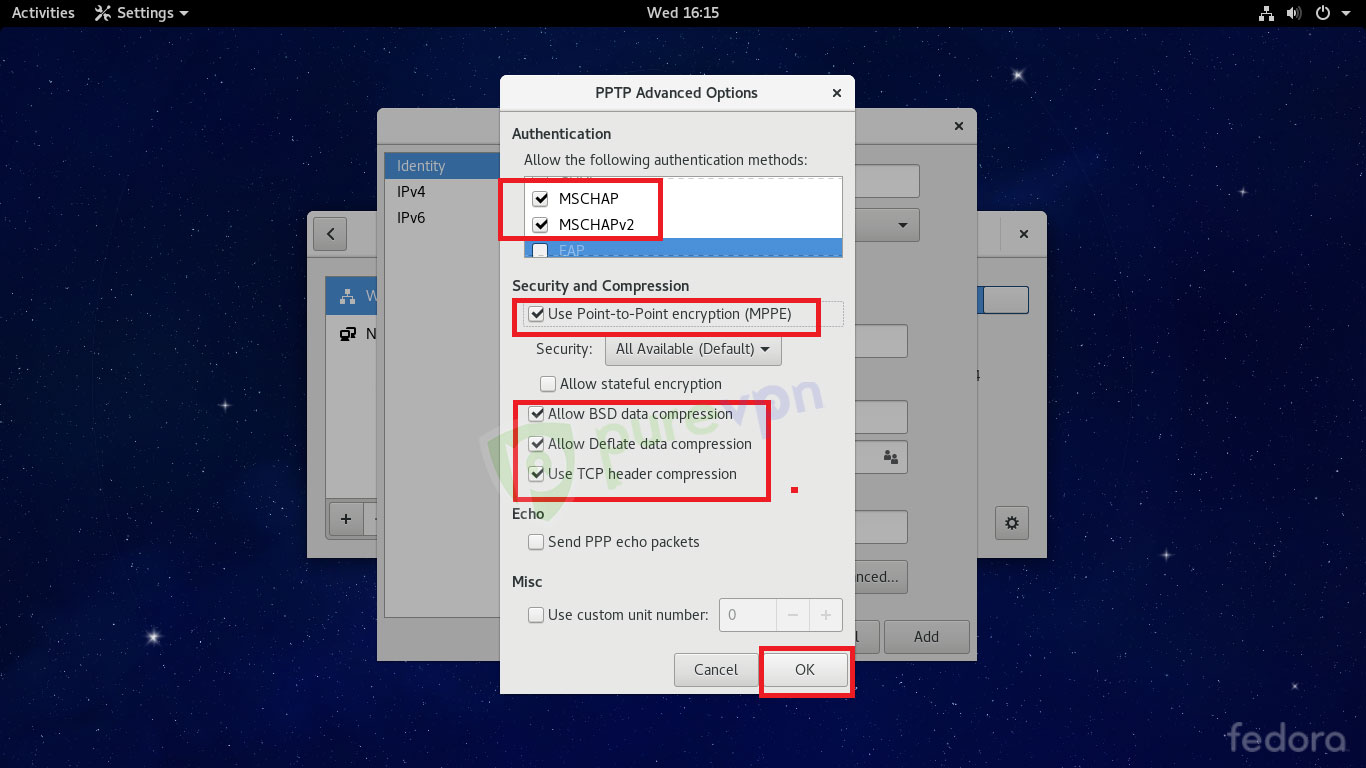 Activities Settings Wed 16:15
PPTP Advanced Options
Authentication
Allow the following authentication methods:
MSCHAP
MSCHAPv2
EAP
Security and Compression
Use Point-to-Point encryption (MPPE)
Security: All Available (Default)
Allow stateful encryption
Allow BSD data compression
Allow Deflate data compression
Use TCP header compression
Echo
Send PPP echo packets
Misc
Use custom unit number: 0
Cancel OK
Identity
IPv4
IPv6
Add
purevpn
fedora